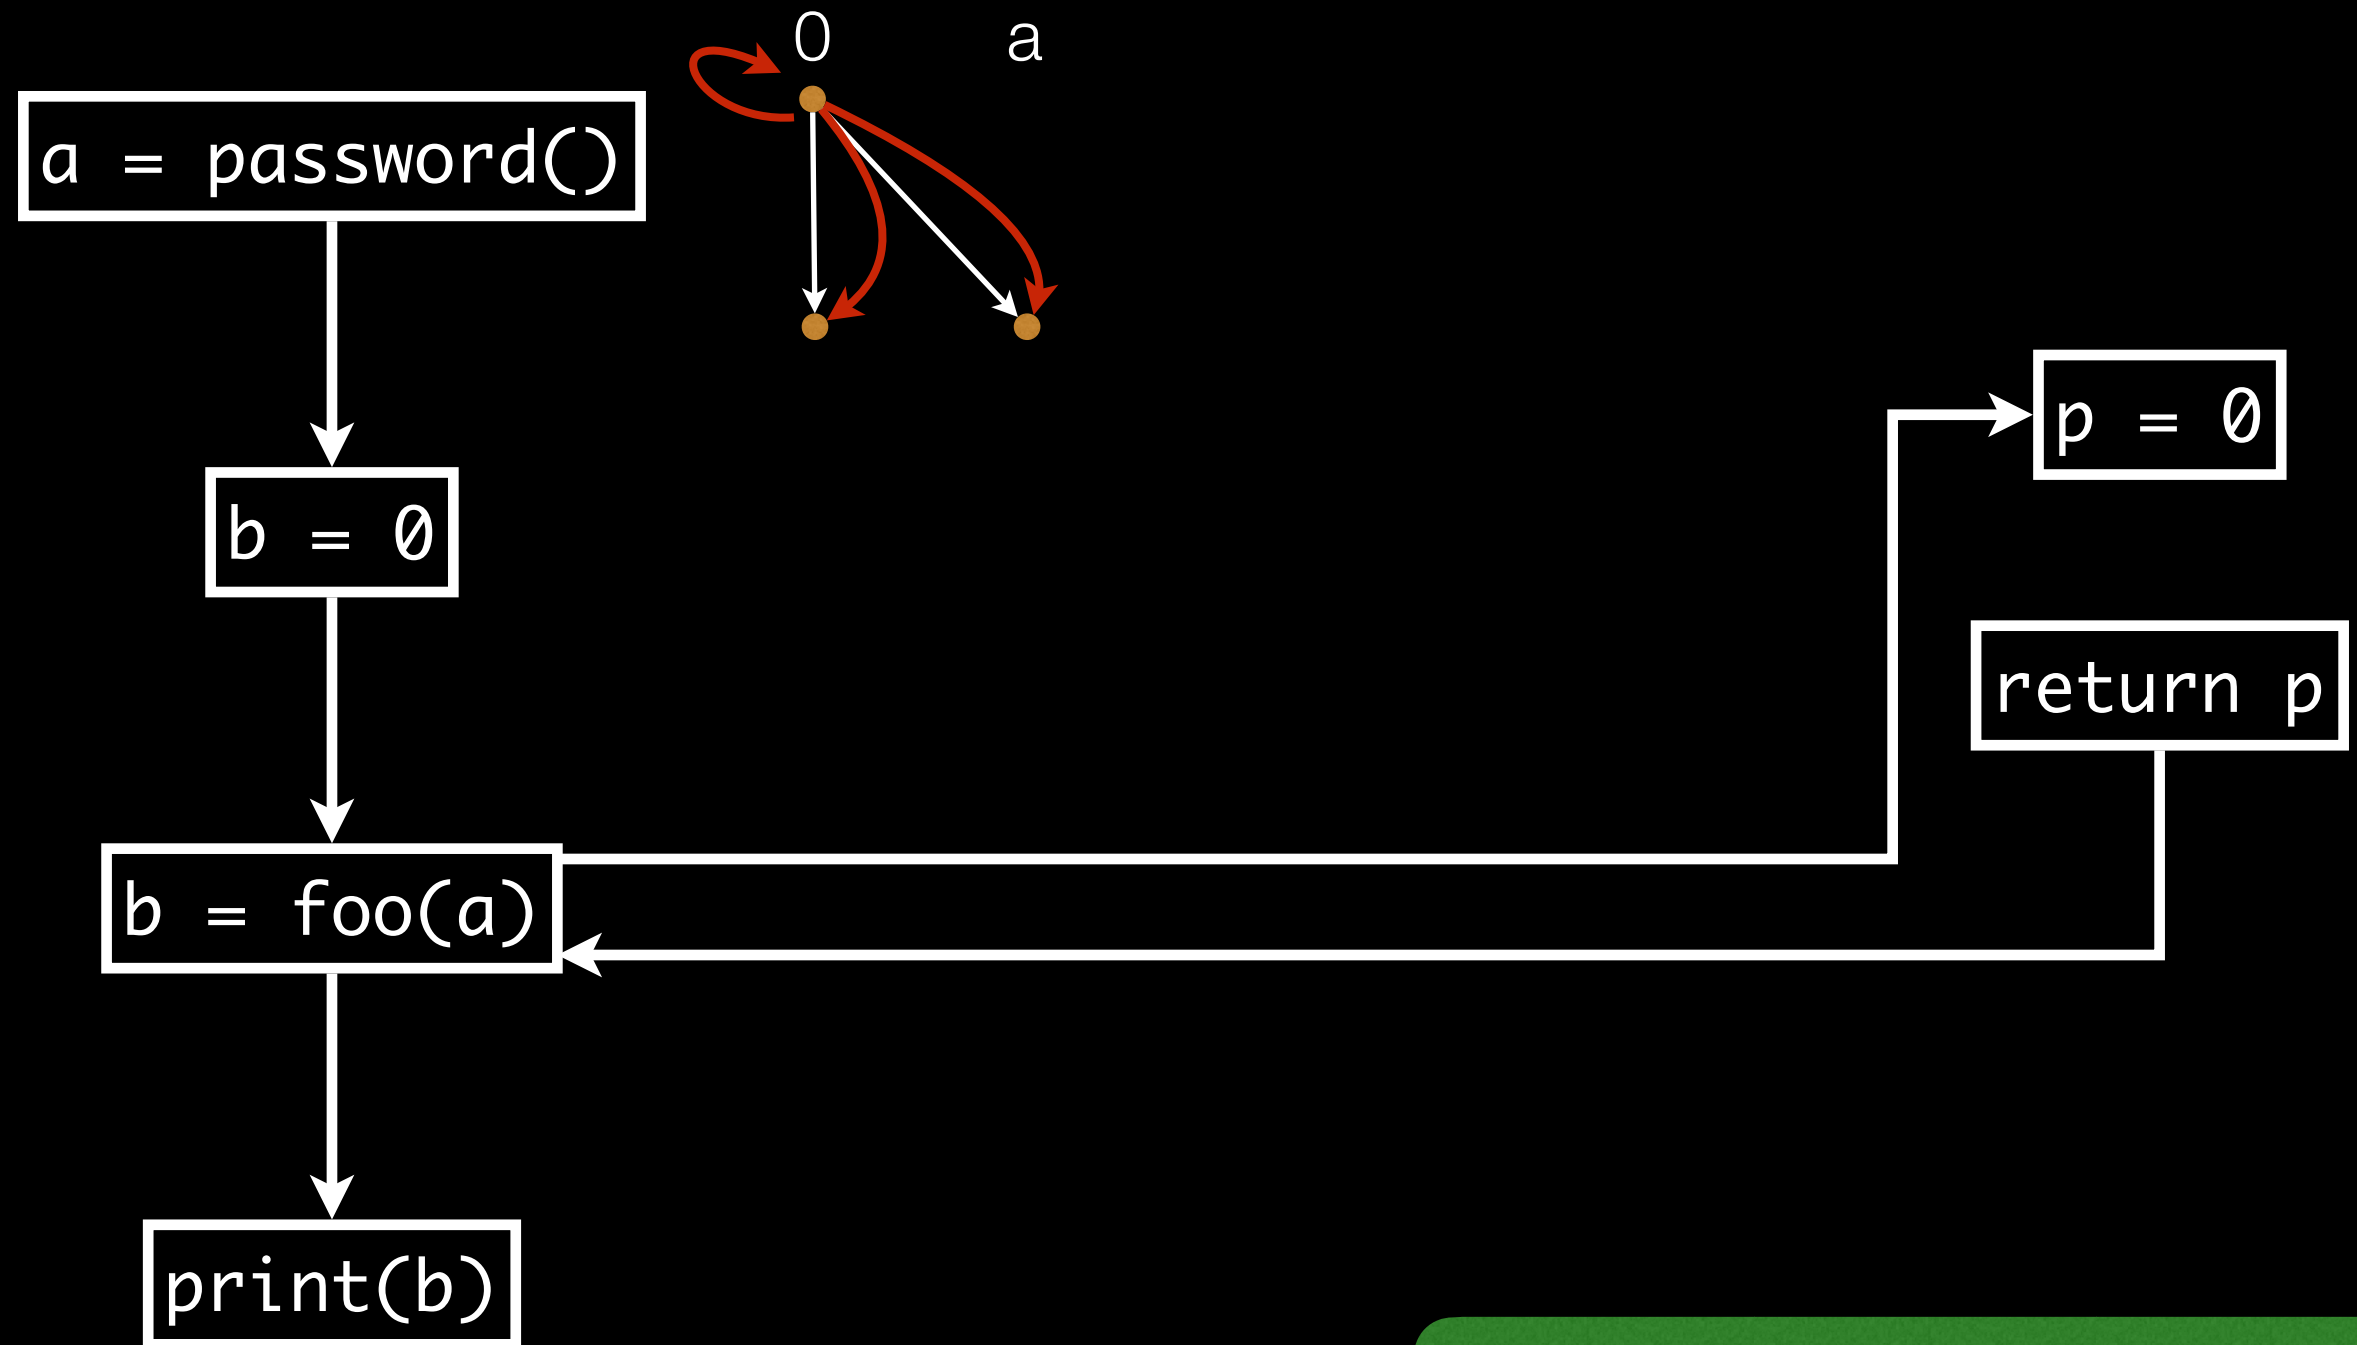 0 a
a = password()
p = 0
b = 0
return p
b = foo(a)
print(b)